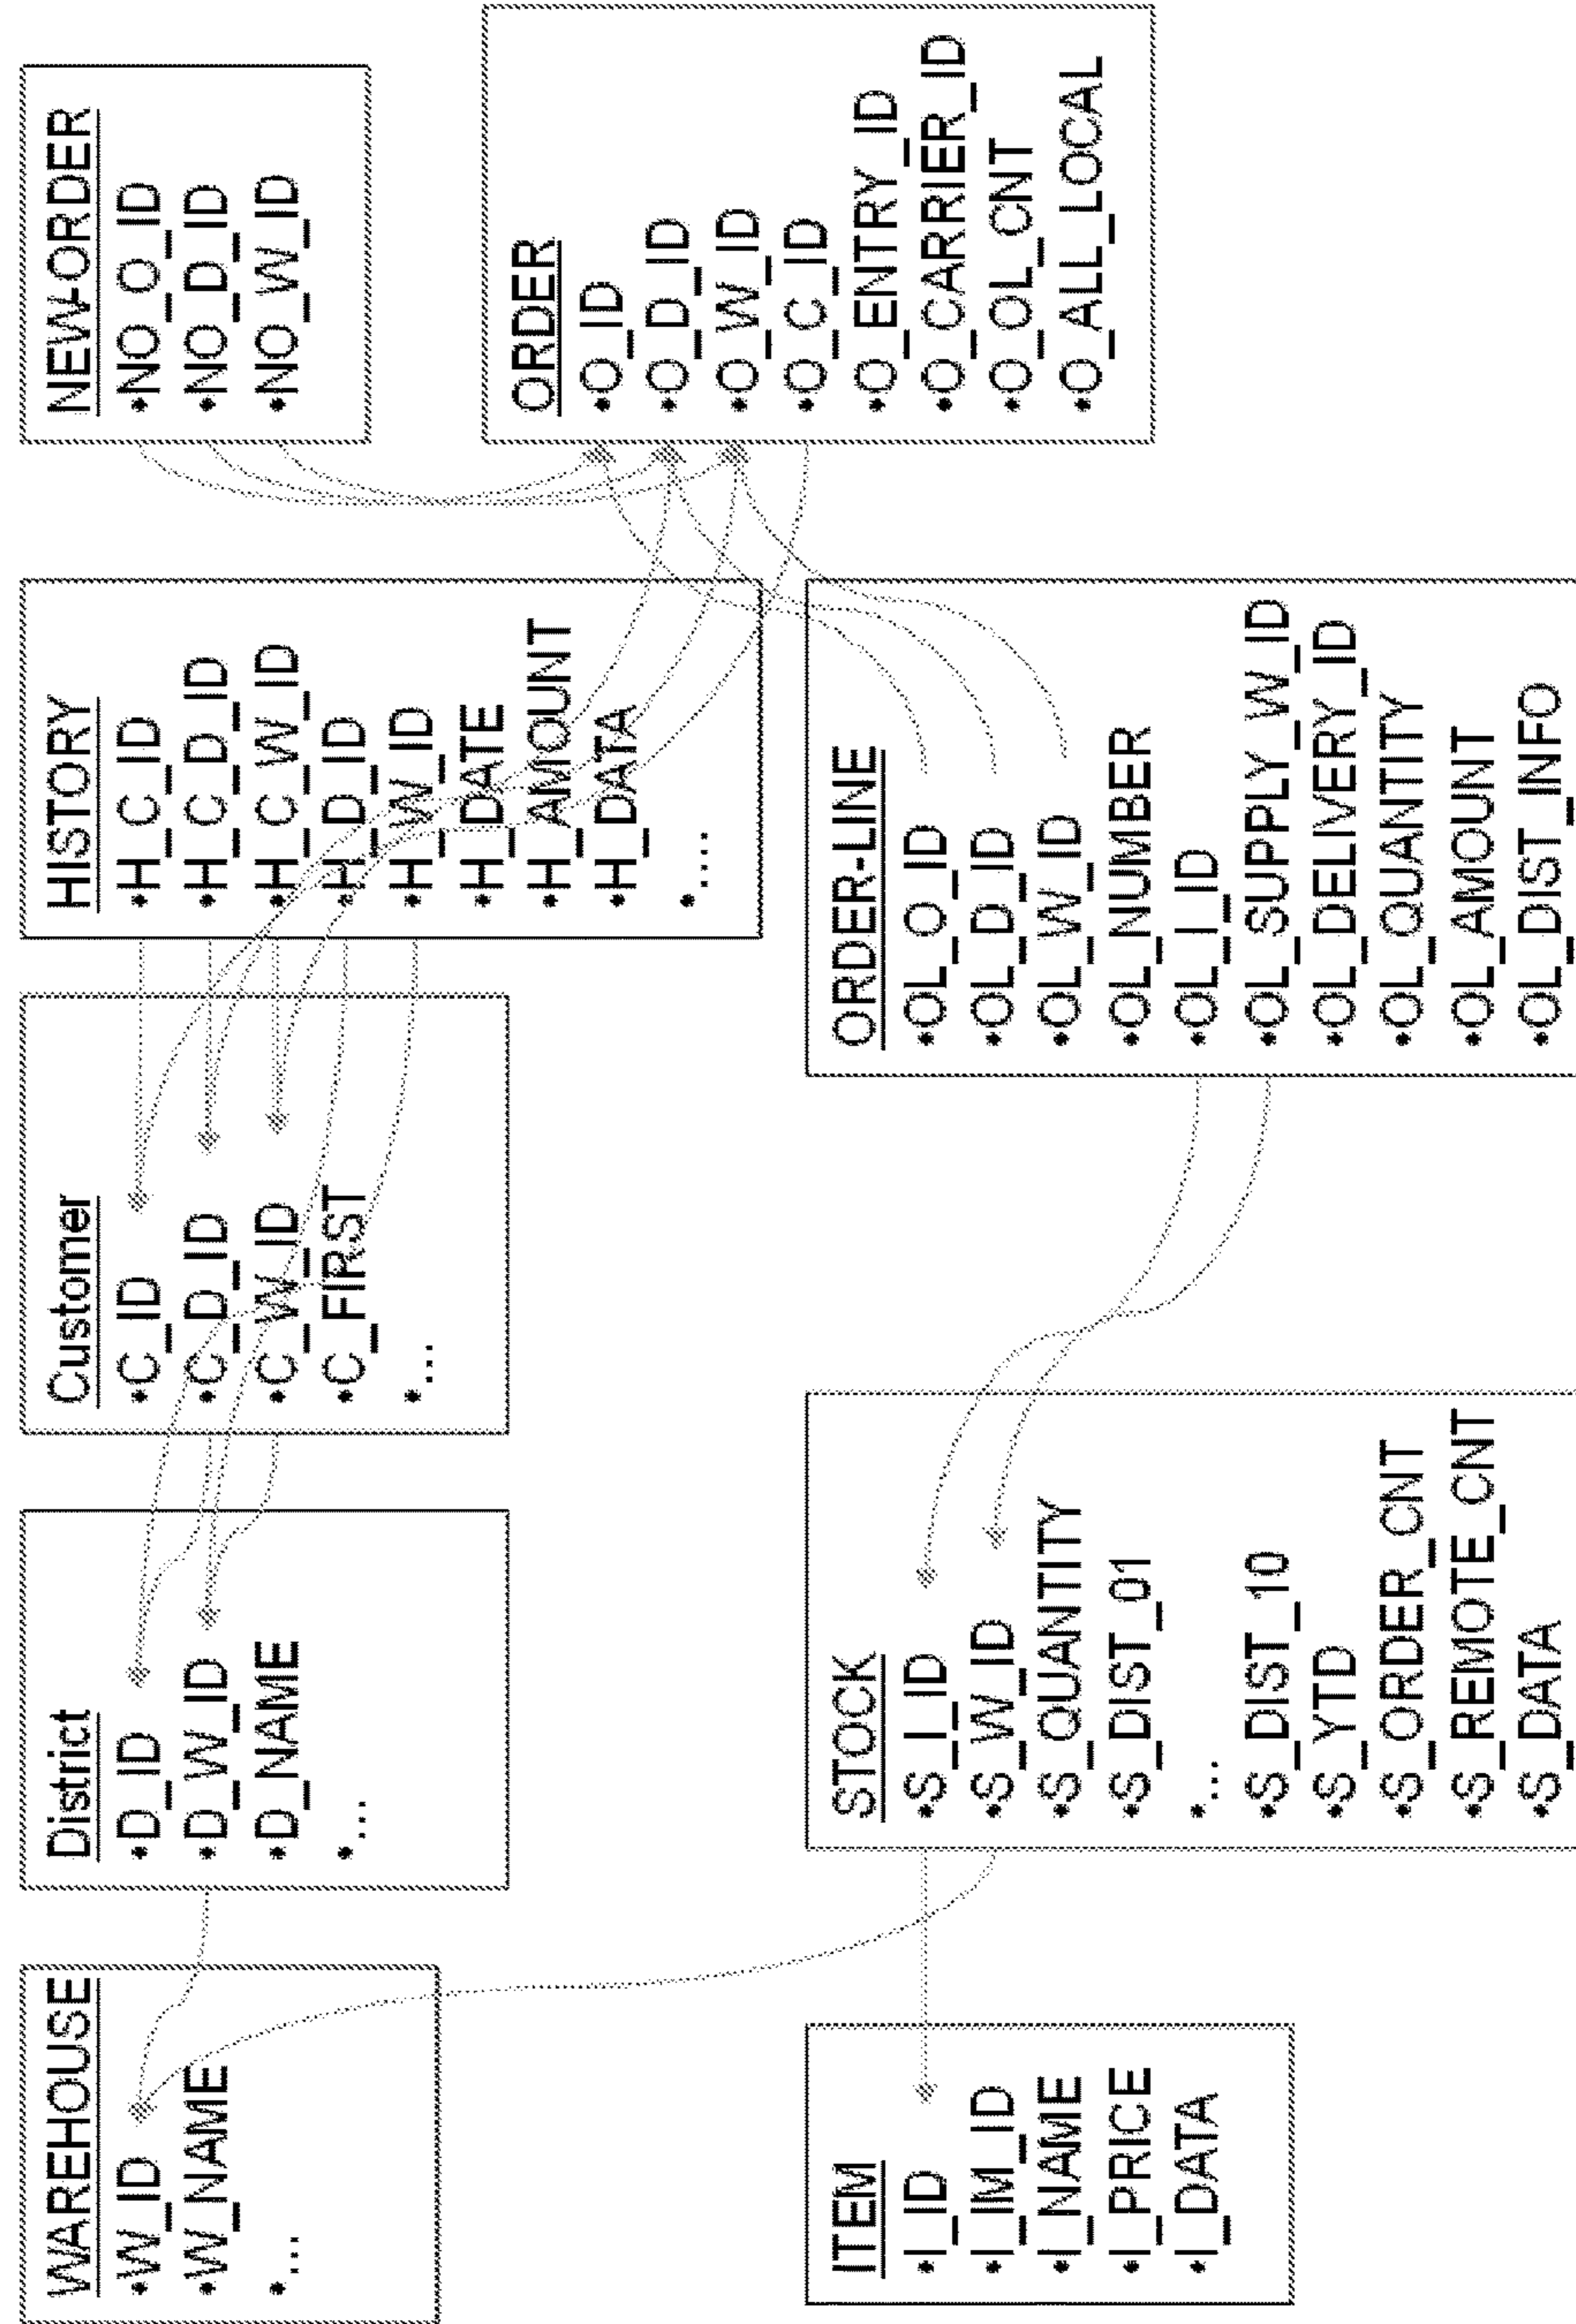 WAREHOUSE
•W_ID
•W_NAME
•...
District
•D_ID
•D_W_ID
•D_NAME
•...
Customer
•C_ID
•C_D_ID
•C_W_ID
•C_FIRST
•...
HISTORY
•H_C_ID
•H_C_D_ID
•H_C_W_ID
•H_D_ID
•H_W_ID
•H_DATE
•H_AMOUNT
•H_DATA
•....
NEW-ORDER
•NO_O_ID
•NO_D_ID
•NO_W_ID
ITEM
•I_ID
•I_IM_ID
•I_NAME
•I_PRICE
•I_DATA
STOCK
•S_I_ID
•S_W_ID
•S_QUANTITY
•S_DIST_01
•...
•S_DIST_10
•S_YTD
•S_ORDER_CNT
•S_REMOTE_CNT
•S_DATA
ORDER-LINE
•OL_O_ID
•OL_D_ID
•OL_W_ID
•OL_NUMBER
•OL_I_ID
•OL_SUPPLY_W_ID
•OL_DELIVERY_ID
•OL_QUANTITY
•OL_AMOUNT
•OL_DIST_INFO
ORDER
•O_ID
•O_D_ID
•O_W_ID
•O_C_ID
•O_ENTRY_ID
•O_CARRIER_ID
•O_OL_CNT
•O_ALL_LOCAL